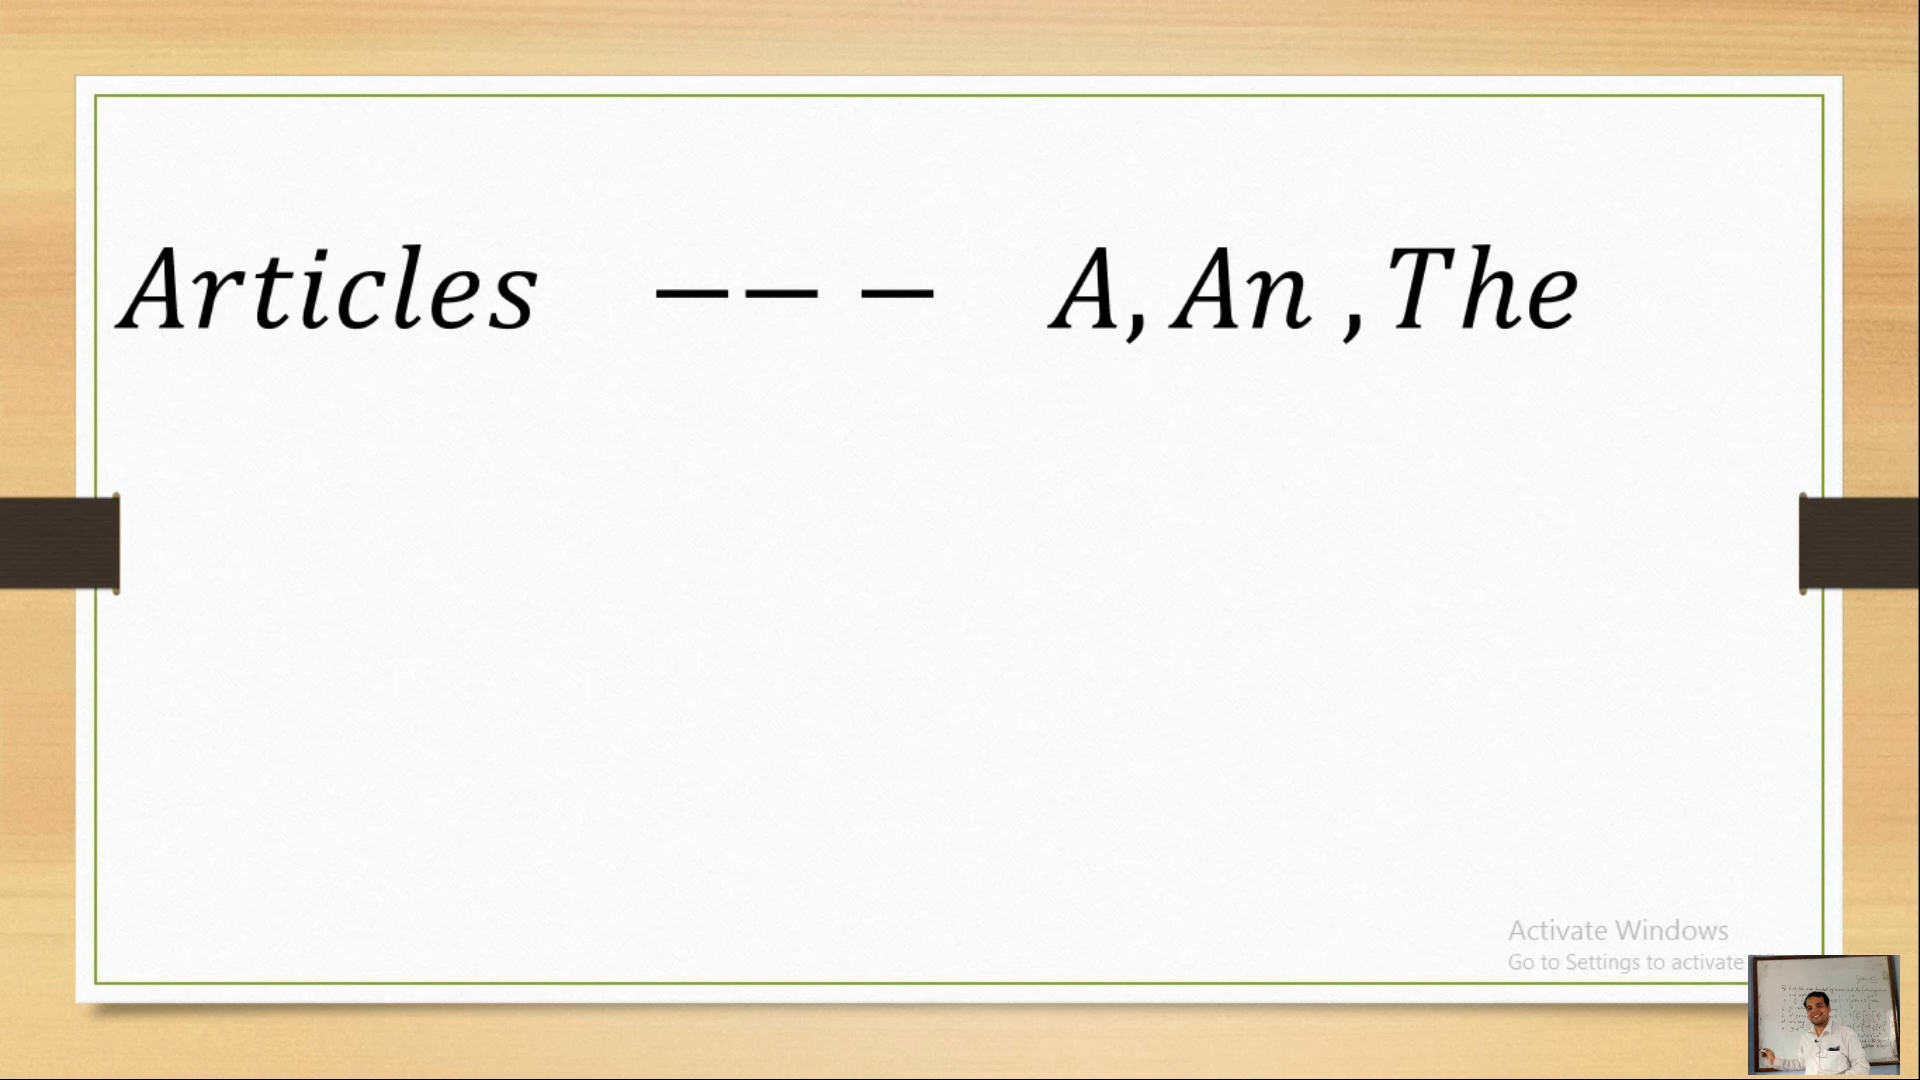 Articles −− − A, An , The
Activate Windows
Go to Settings to activate